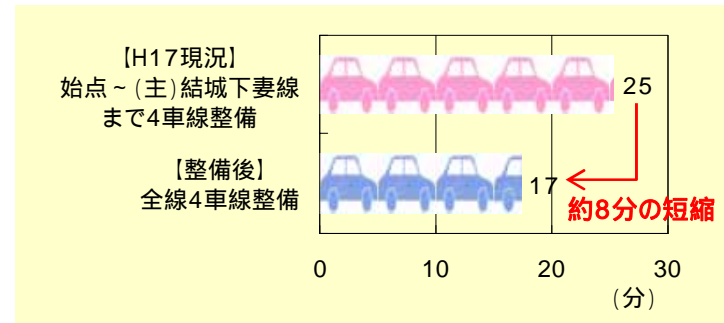 【H17現況】
始点～(主)結城下妻線
まで4車線整備
25
【整備後】
全線4車線整備
17
約8分の短縮
0 10 20 30
(分)